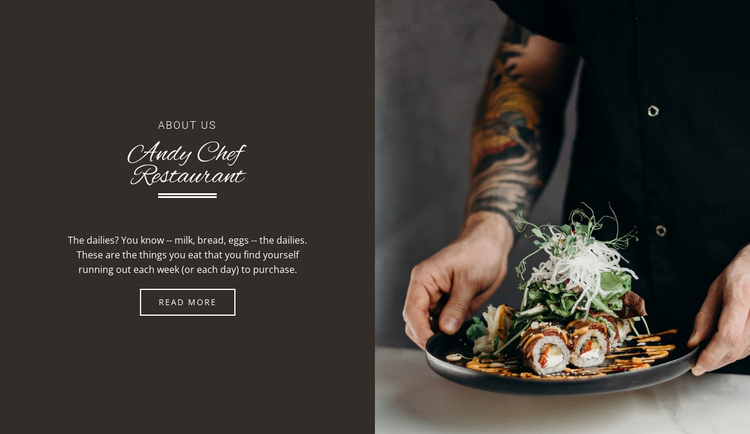 ABOUT US
Andy Chef
Restaurant
The dailies? You know -- milk, bread, eggs -- the dailies.
These are the things you eat that you find yourself
running out each week (or each day) to purchase.
READ MORE